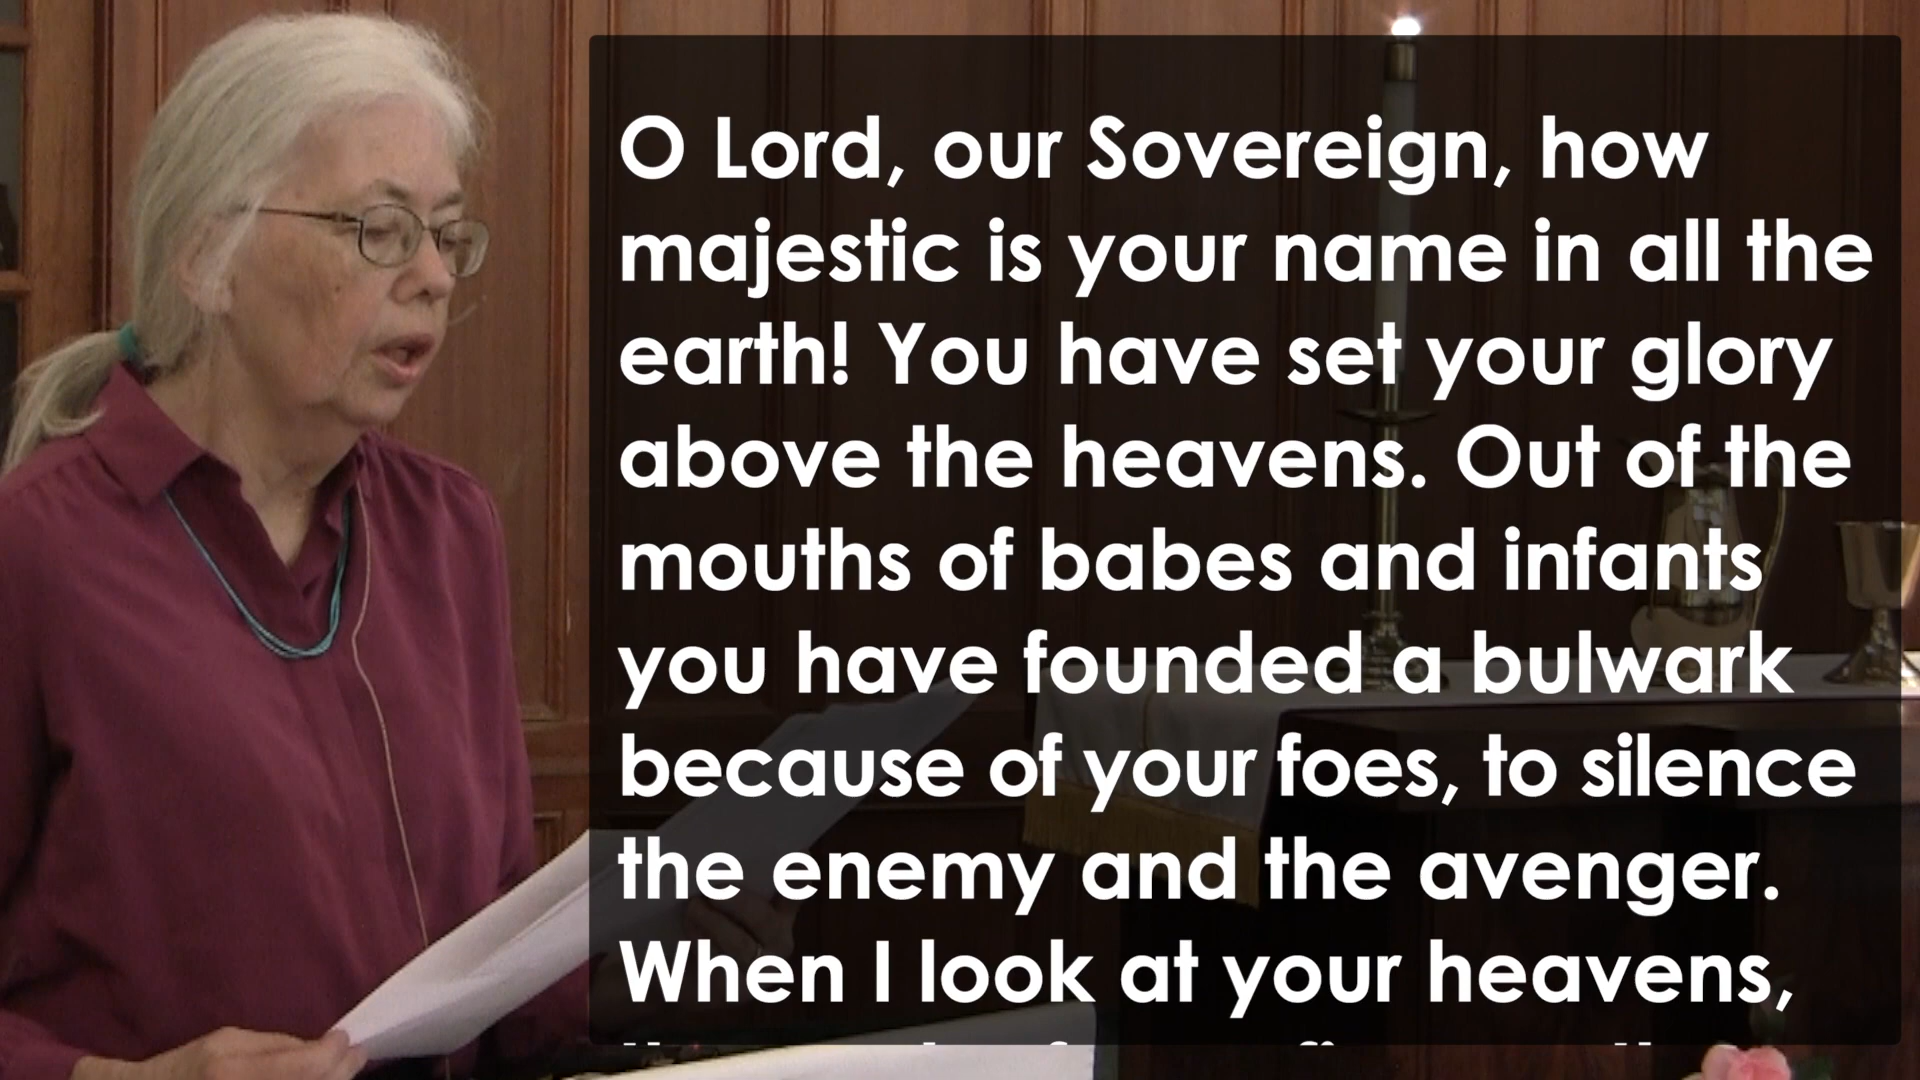 O Lord, our Sovereign, how
majestic is your name in all the
earth! You have set your glory
above the heavens. Out of the
mouths of babes and infants
you have founded a bulwark
because of your foes, to silence
the enemy and the avenger.
When I look at your heavens,